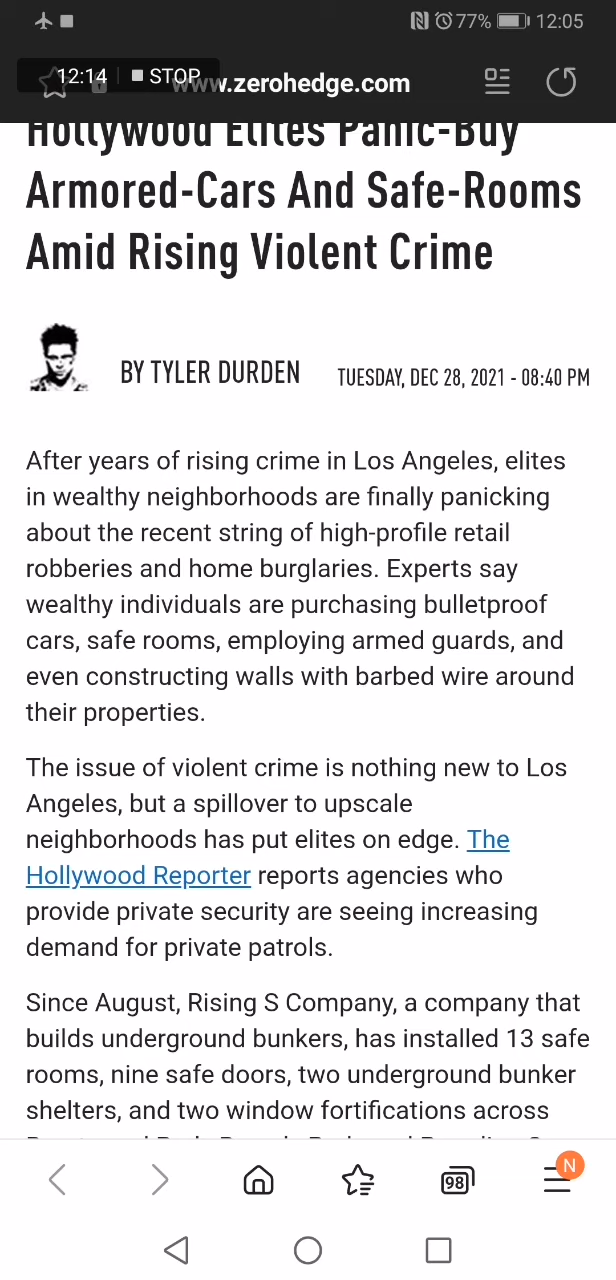 77% 12:05
12:14 STOP www.zerohedge.com
Hollywood Elites Panic-Buy
Armored-Cars And Safe-Rooms
Amid Rising Violent Crime
BY TYLER DURDEN TUESDAY, DEC 28, 2021 - 08:40 PM
After years of rising crime in Los Angeles, elites
in wealthy neighborhoods are finally panicking
about the recent string of high-profile retail
robberies and home burglaries. Experts say
wealthy individuals are purchasing bulletproof
cars, safe rooms, employing armed guards, and
even constructing walls with barbed wire around
their properties.
The issue of violent crime is nothing new to Los
Angeles, but a spillover to upscale
neighborhoods has put elites on edge. The
Hollywood Reporter reports agencies who
provide private security are seeing increasing
demand for private patrols.
Since August, Rising S Company, a company that
builds underground bunkers, has installed 13 safe
rooms, nine safe doors, two underground bunker
shelters, and two window fortifications across
98 N